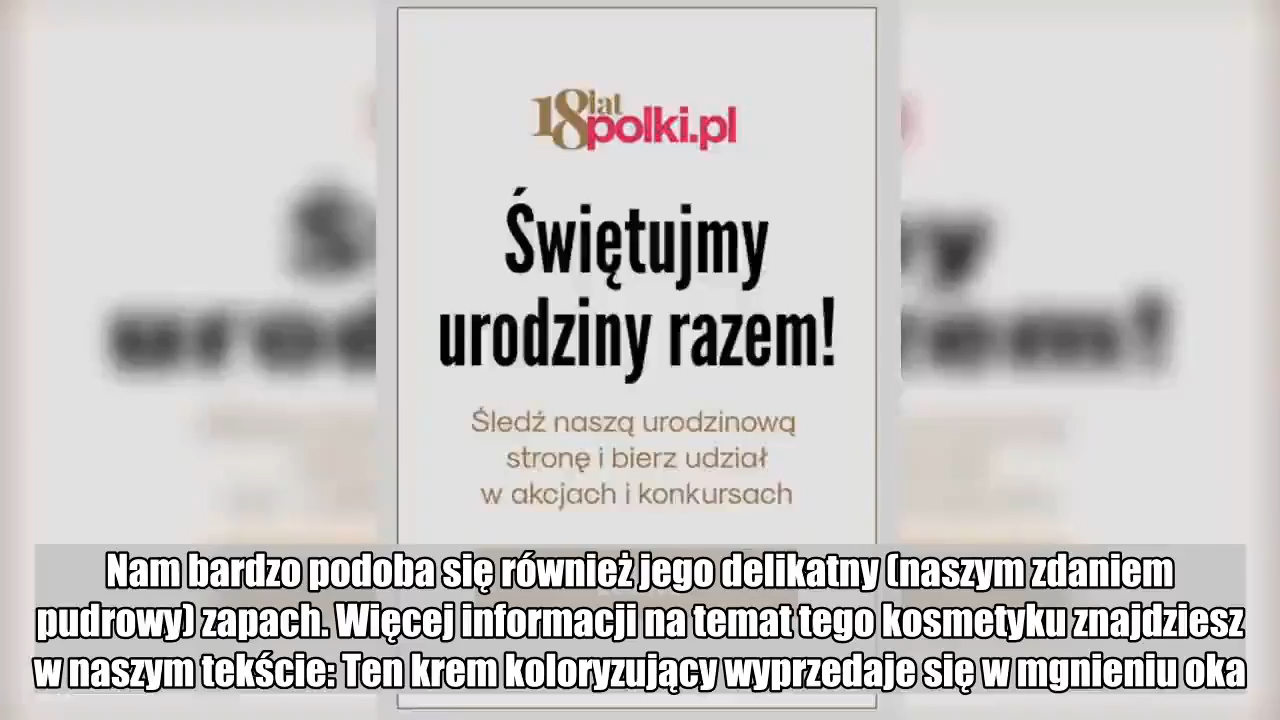 18 lat
polki.pl
Świętujmy
urodziny razem!
Śledź naszą urodzinową
stronę i bierz udział
w akcjach i konkursach
Nam bardzo podoba się również jego delikatny (naszym zdaniem
pudrowy) zapach. Więcej informacji na temat tego kosmetyku znajdziesz
w naszym tekście: Ten krem koloryzujący wyprzedaje się w mgnieniu oka